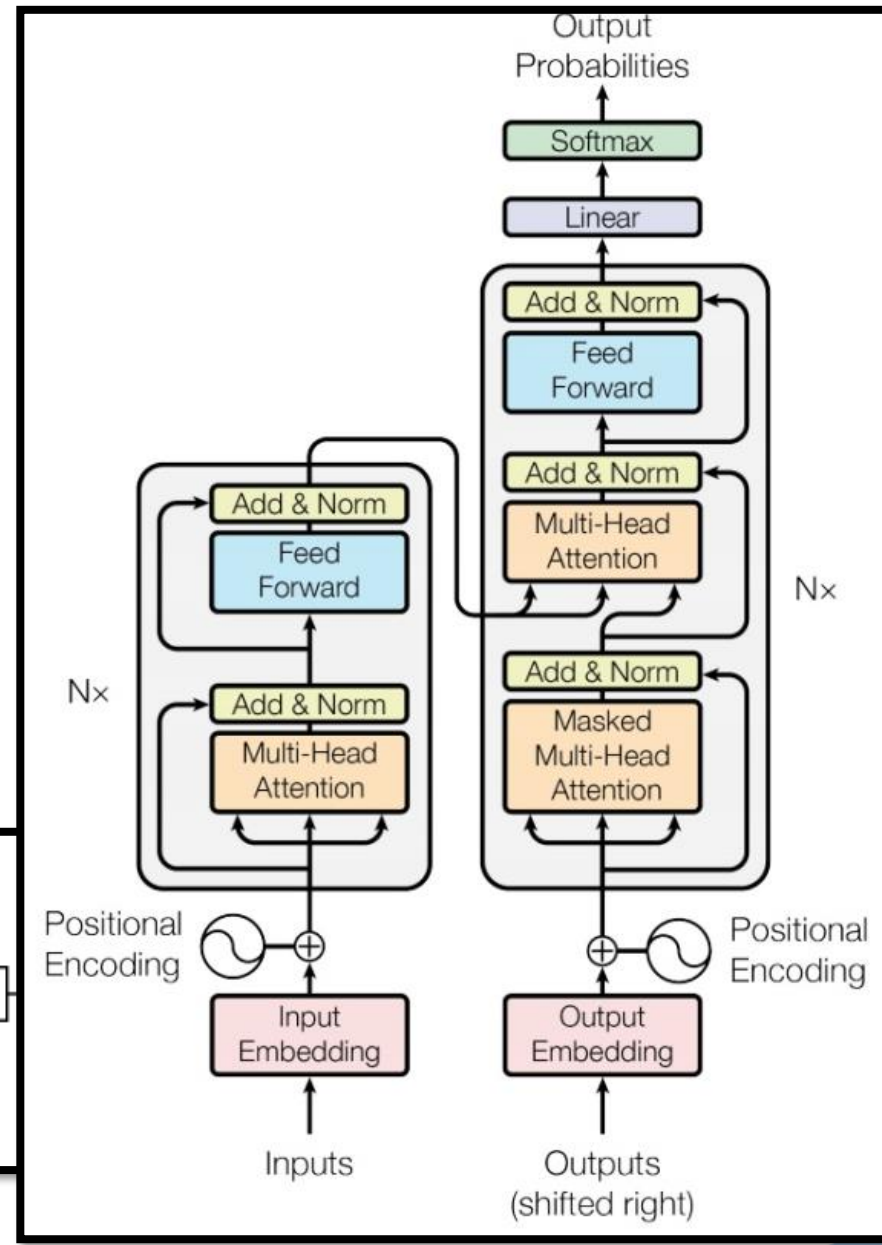 Output
Probabilities
Softmax
Linear
Add & Norm
Feed
Forward
Add & Norm
Multi-Head
Attention
Nx
Add & Norm
Masked
Multi-Head
Attention
Add & Norm
Feed
Forward
Nx
Add & Norm
Multi-Head
Attention
Positional
Encoding
Positional
Encoding
Input
Embedding
Output
Embedding
Inputs
Outputs
(shifted right)